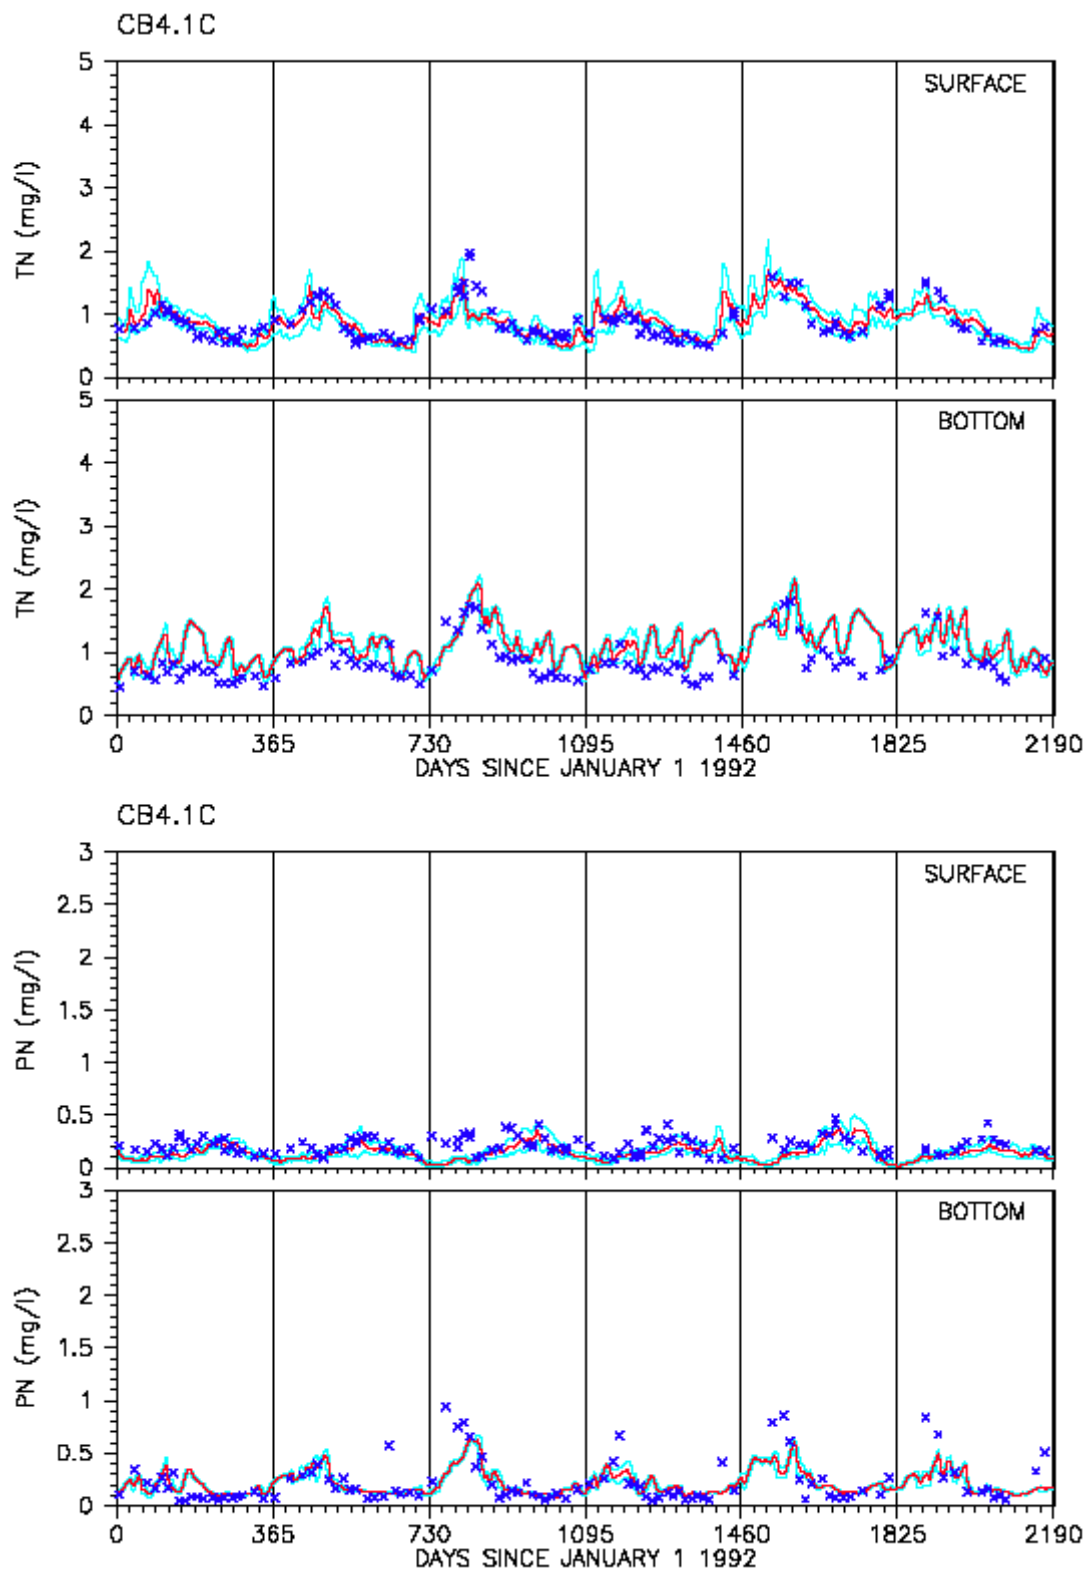 CB4.1C
5
SURFACE
4
TN (mg/l)
3
2
1
0
5
BOTTOM
4
TN (mg/l)
3
2
1
0
0 365 730 1095 1460 1825 2190
DAYS SINCE JANUARY 1 1992
CB4.1C
3
SURFACE
2.5
PN (mg/l)
2
1.5
1
0.5
0
3
BOTTOM
2.5
PN (mg/l)
2
1.5
1
0.5
0
0 365 730 1095 1460 1825 2190
DAYS SINCE JANUARY 1 1992